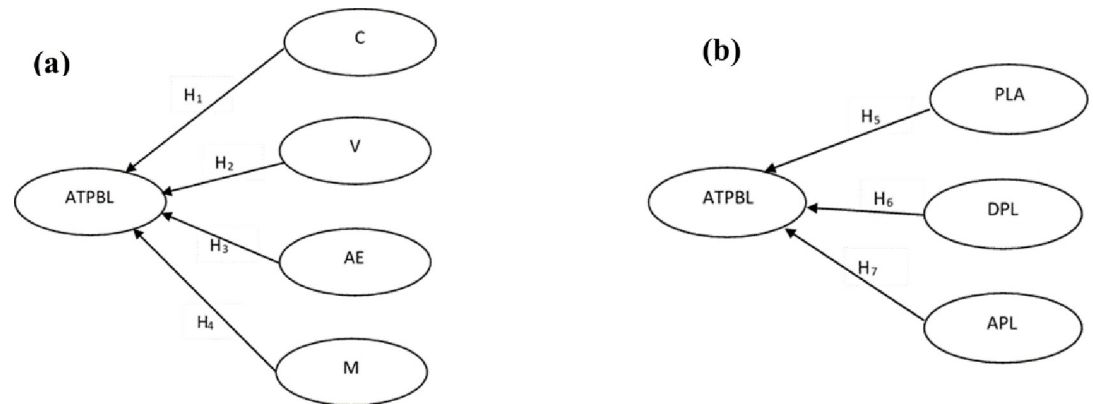 (a)
C
H₁
V
H₂
ATPBL
H₃
AE
H₄
M
(b)
PLA
H₅
ATPBL
H₆
DPL
H₇
APL